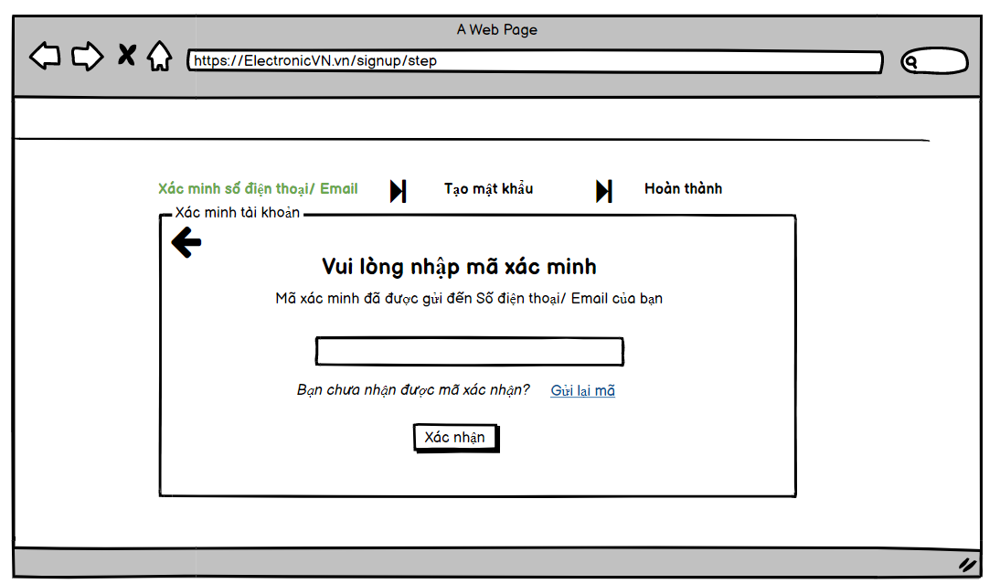 A Web Page
https://ElectronicVN.vn/signup/step
Xác minh số điện thoại/ Email
Tạo mật khẩu
Hoàn thành
Xác minh tài khoản
Vui lòng nhập mã xác minh
Mã xác minh đã được gửi đến Số điện thoại/ Email của bạn
Bạn chưa nhận được mã xác nhận? Gửi lại mã
Xác nhận